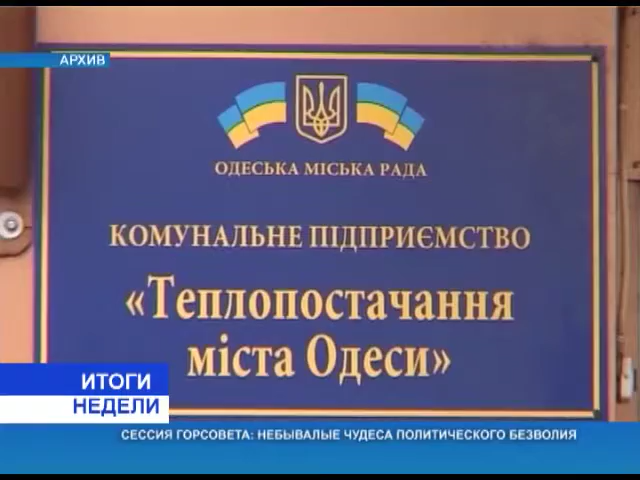 АРХИВ
ОДЕСЬКА МІСЬКА РАДА
КОМУНАЛЬНЕ ПІДПРИЄМСТВО
«Теплопостачання
міста Одеси»
ИТОГИ
НЕДЕЛИ
СЕССИЯ ГОРСОВЕТА: НЕБЫВАЛЫЕ ЧУДЕСА ПОЛИТИЧЕСКОГО БЕЗВОЛИЯ